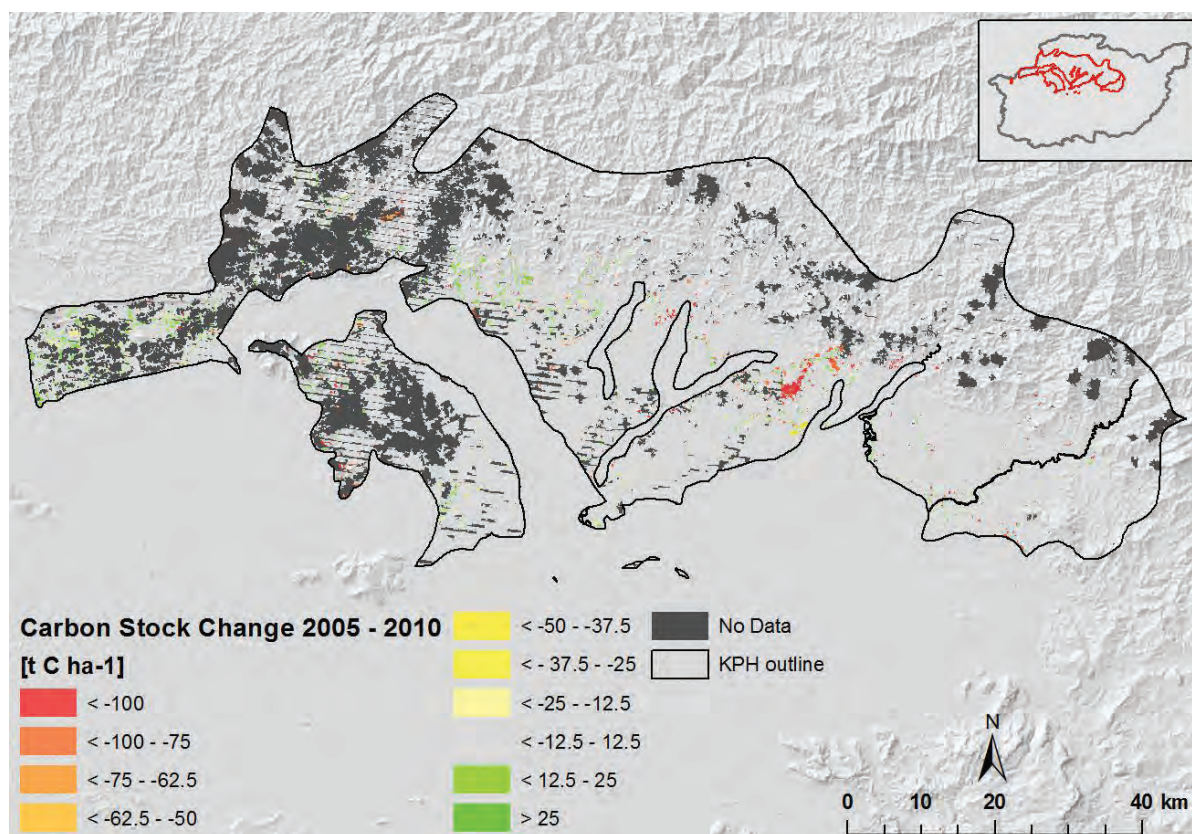 Carbon Stock Change 2005 - 2010
[t C ha-1]
< -100
< -100 - -75
< -75 - -62.5
< -62.5 - -50
< -50 - -37.5
< - 37.5 - -25
< -25 - -12.5
< -12.5 - 12.5
< 12.5 - 25
> 25
No Data
KPH outline
N
0 10 20 40 km